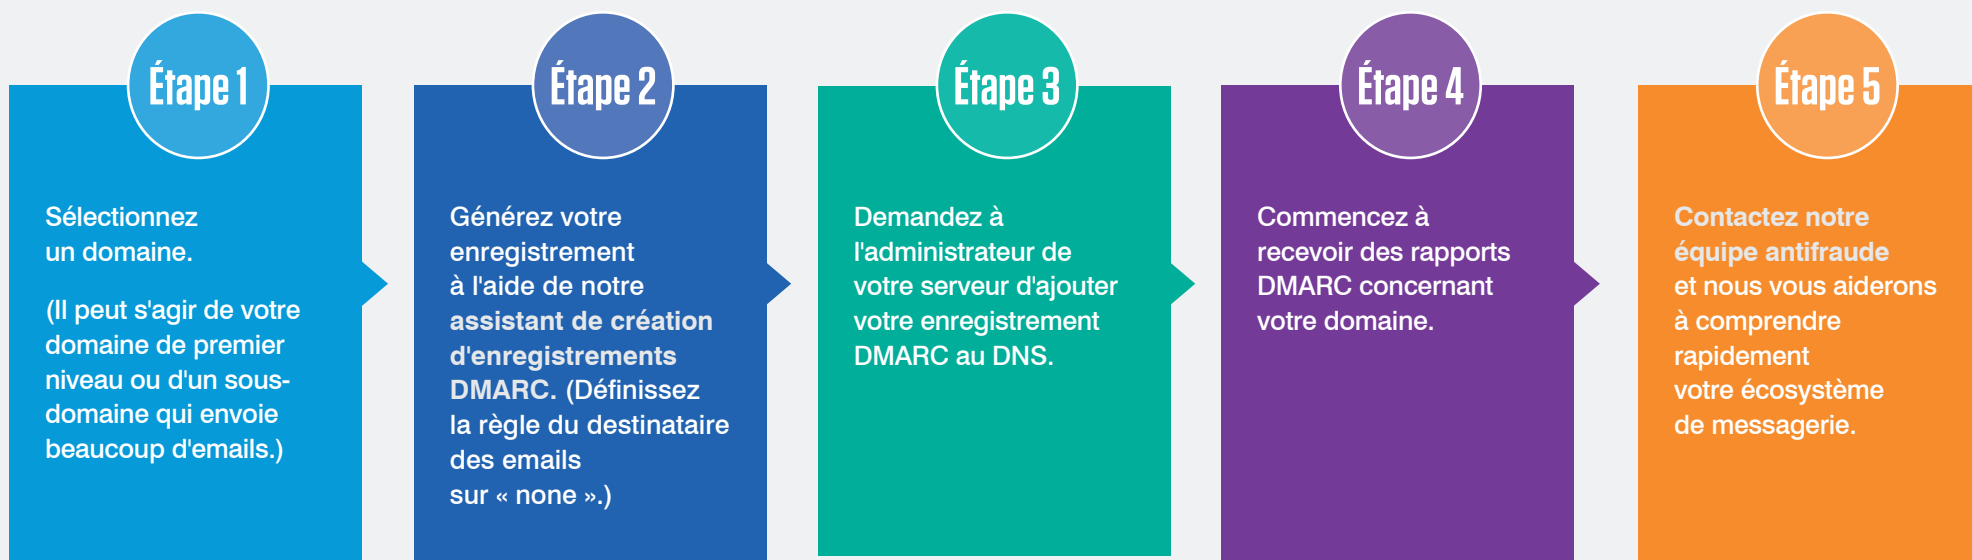 Étape 1
Sélectionnez
un domaine.
(Il peut s'agir de votre
domaine de premier
niveau ou d'un sous-
domaine qui envoie
beaucoup d'emails.)
Étape 2
Générez votre
enregistrement
à l'aide de notre
assistant de création
d'enregistrements
DMARC. (Définissez
la règle du destinataire
des emails
sur « none ».)
Étape 3
Demandez à
l'administrateur de
votre serveur d'ajouter
votre enregistrement
DMARC au DNS.
Étape 4
Commencez à
recevoir des rapports
DMARC concernant
votre domaine.
Étape 5
Contactez notre
équipe antifraude
et nous vous aiderons
à comprendre
rapidement
votre écosystème
de messagerie.